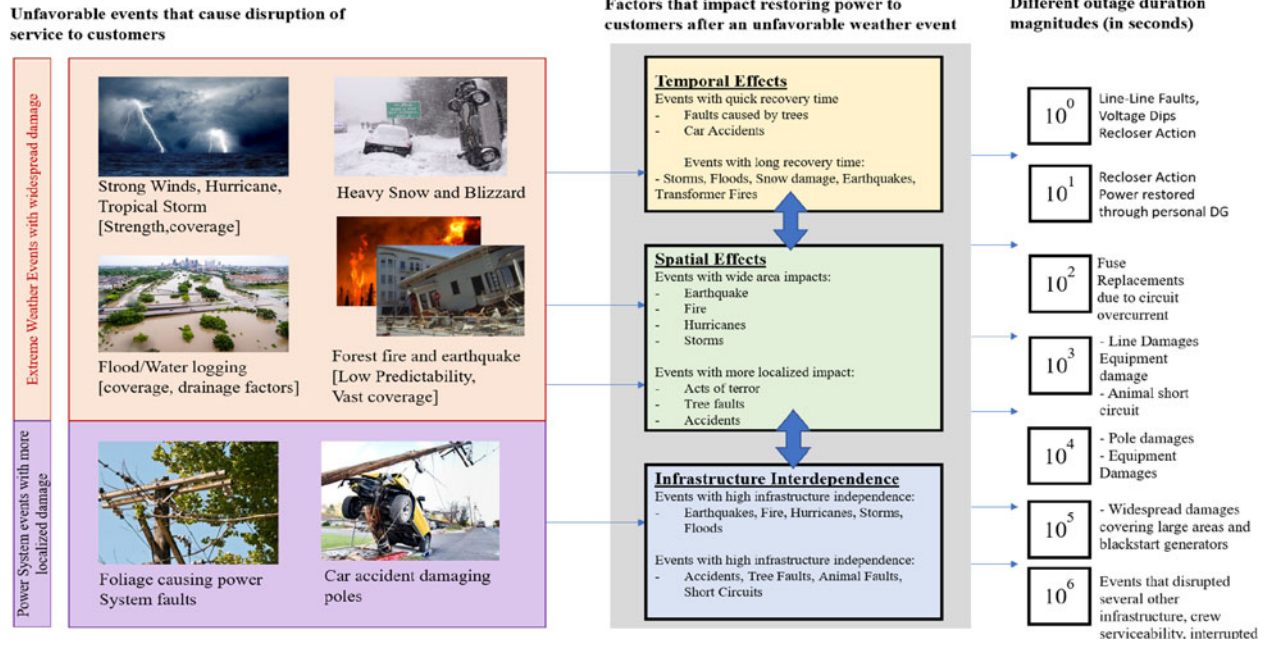 Unfavorable events that cause disruption of
service to customers
Extreme Weather Events with widespread damage
Strong Winds, Hurricane,
Tropical Storm
[Strength,coverage]
Heavy Snow and Blizzard
Flood/Water logging
[coverage, drainage factors]
Forest fire and earthquake
[Low Predictability,
Vast coverage]
Power System events with more
localized damage
Foliage causing power
System faults
Car accident damaging
poles
Factors that impact restoring power to
customers after an unfavorable weather event
Temporal Effects
Events with quick recovery time
- Faults caused by trees
- Car Accidents
Events with long recovery time:
- Storms, Floods, Snow damage, Earthquakes,
Transformer Fires
Spatial Effects
Events with wide area impacts:
- Earthquake
- Fire
- Hurricanes
- Storms
Events with more localized impact:
- Acts of terror
- Tree faults
- Accidents
Infrastructure Interdependence
Events with high infrastructure independence:
- Earthquakes, Fire, Hurricanes, Storms,
Floods
Events with high infrastructure independence:
- Accidents, Tree Faults, Animal Faults,
Short Circuits
Different outage duration
magnitudes (in seconds)
10^0
Line-Line Faults,
Voltage Dips
Recloser Action
10^1
Recloser Action
Power restored
through personal DG
10^2
Fuse
Replacements
due to circuit
overcurrent
10^3
- Line Damages
Equipment
damage
- Animal short
circuit
10^4
- Pole damages
- Equipment
Damages
10^5
- Widespread damages
covering large areas and
blackstart generators
10^6
Events that disrupted
several other
infrastructure, crew
serviceability, interrupted